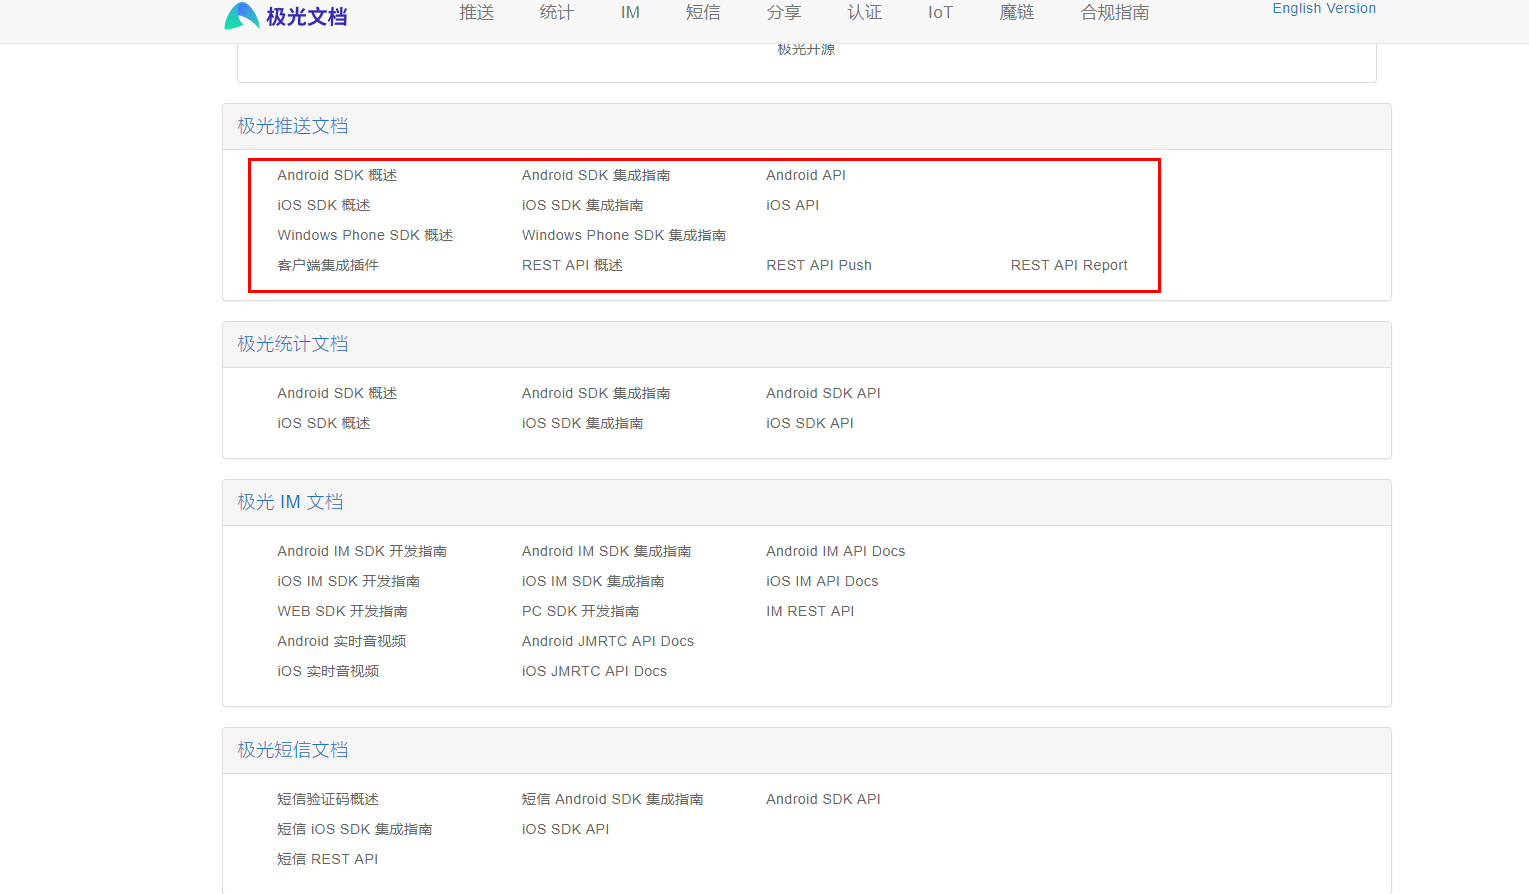 极光文档 推送 统计 IM 短信 分享 认证 IoT 魔链 合规指南 English Version
极光开源
极光推送文档
Android SDK 概述 Android SDK 集成指南 Android API
iOS SDK 概述 iOS SDK 集成指南 iOS API
Windows Phone SDK 概述 Windows Phone SDK 集成指南
客户端集成插件 REST API 概述 REST API Push REST API Report
极光统计文档
Android SDK 概述 Android SDK 集成指南 Android SDK API
iOS SDK 概述 iOS SDK 集成指南 iOS SDK API
极光 IM 文档
Android IM SDK 开发指南 Android IM SDK 集成指南 Android IM API Docs
iOS IM SDK 开发指南 iOS IM SDK 集成指南 iOS IM API Docs
WEB SDK 开发指南 PC SDK 开发指南 IM REST API
Android 实时音视频 Android JMRTC API Docs
iOS 实时音视频 iOS JMRTC API Docs
极光短信文档
短信验证码概述 短信 Android SDK 集成指南 Android SDK API
短信 iOS SDK 集成指南 iOS SDK API
短信 REST API